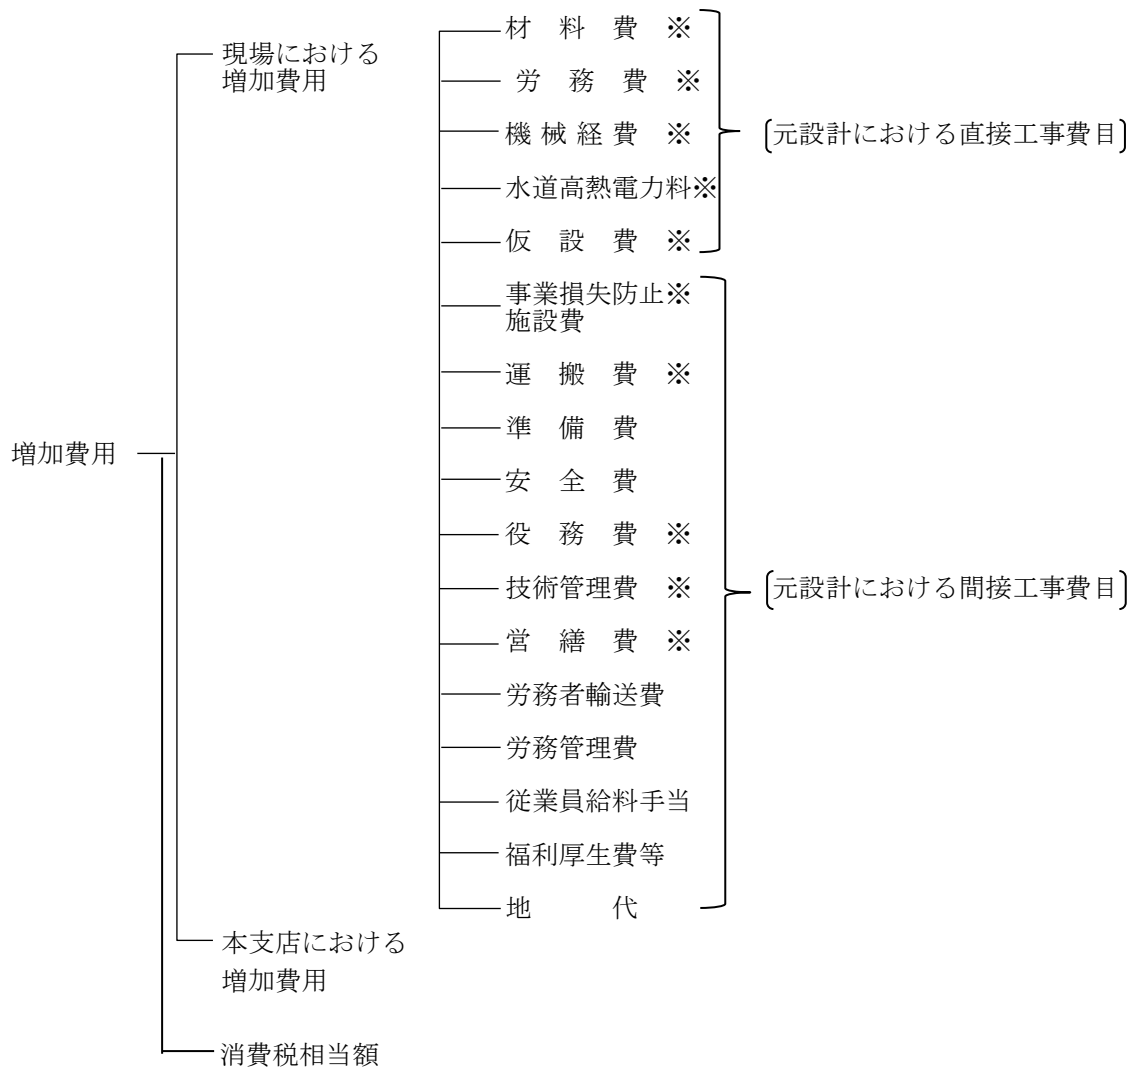 材 料 費 ※
現場における
増加費用
労 務 費 ※
機 械 経 費 ※
〔元設計における直接工事費目〕
水道高熱電力料※
仮 設 費 ※
事業損失防止※
施設費
運 搬 費 ※
準 備 費
増加費用
安 全 費
役 務 費 ※
技術管理費 ※
〔元設計における間接工事費目〕
営 繕 費 ※
労務者輸送費
労務管理費
従業員給料手当
福利厚生費等
地 代
本支店における
増加費用
消費税相当額